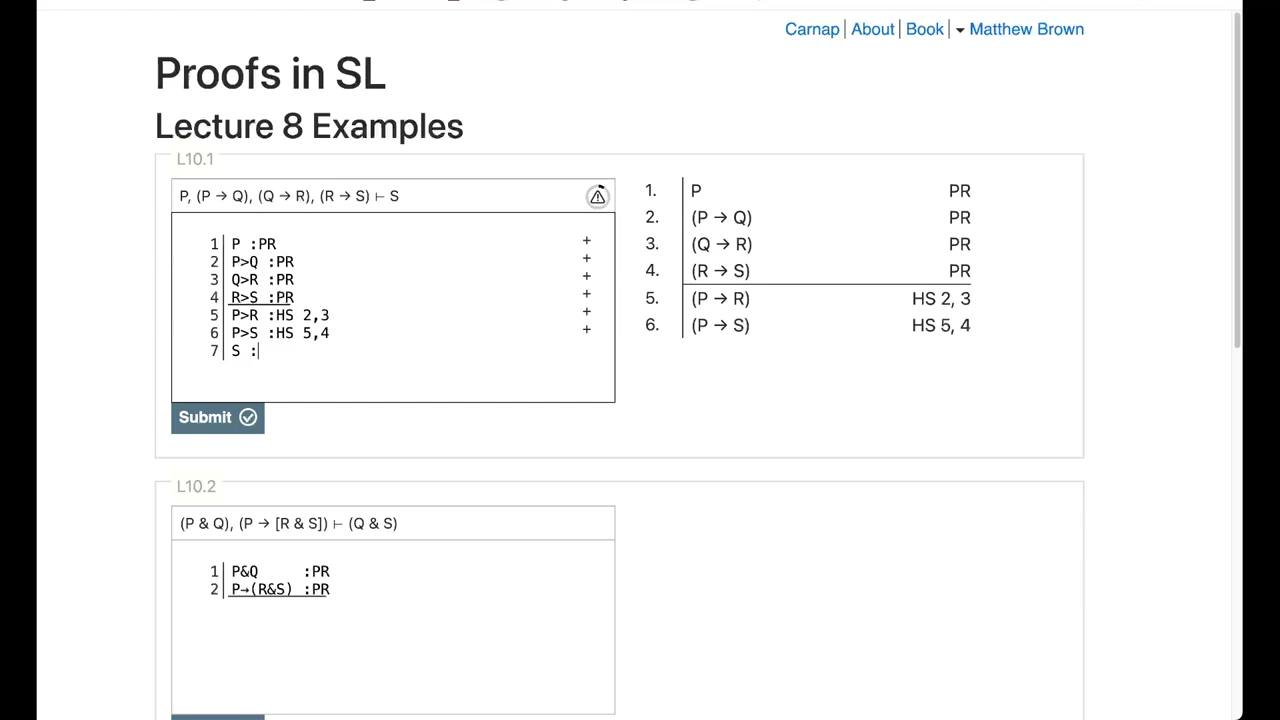 Carnap | About | Book | Matthew Brown
Proofs in SL
Lecture 8 Examples
L10.1
P, (P → Q), (Q → R), (R → S) ⊢ S
1 P :PR +
2 P>Q :PR +
3 Q>R :PR +
4 R>S :PR +
5 P>R :HS 2,3 +
6 P>S :HS 5,4 +
7 S :
1. P PR
2. (P → Q) PR
3. (Q → R) PR
4. (R → S) PR
5. (P → R) HS 2, 3
6. (P → S) HS 5, 4
Submit
L10.2
(P & Q), (P → [R & S]) ⊢ (Q & S)
1 P&Q :PR
2 P→(R&S) :PR